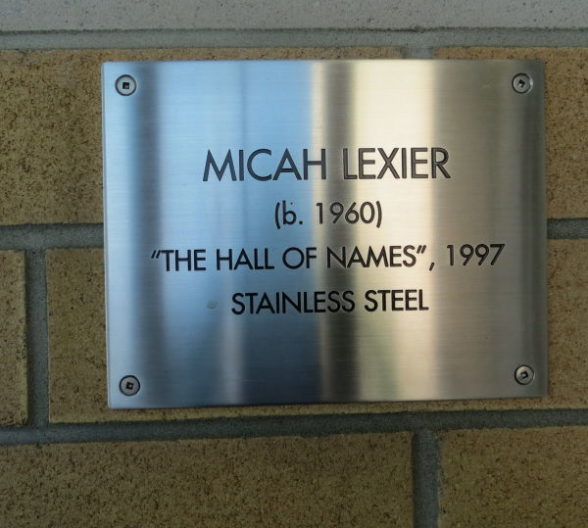 MICAH LEXIER
(b. 1960)
"THE HALL OF NAMES", 1997
STAINLESS STEEL